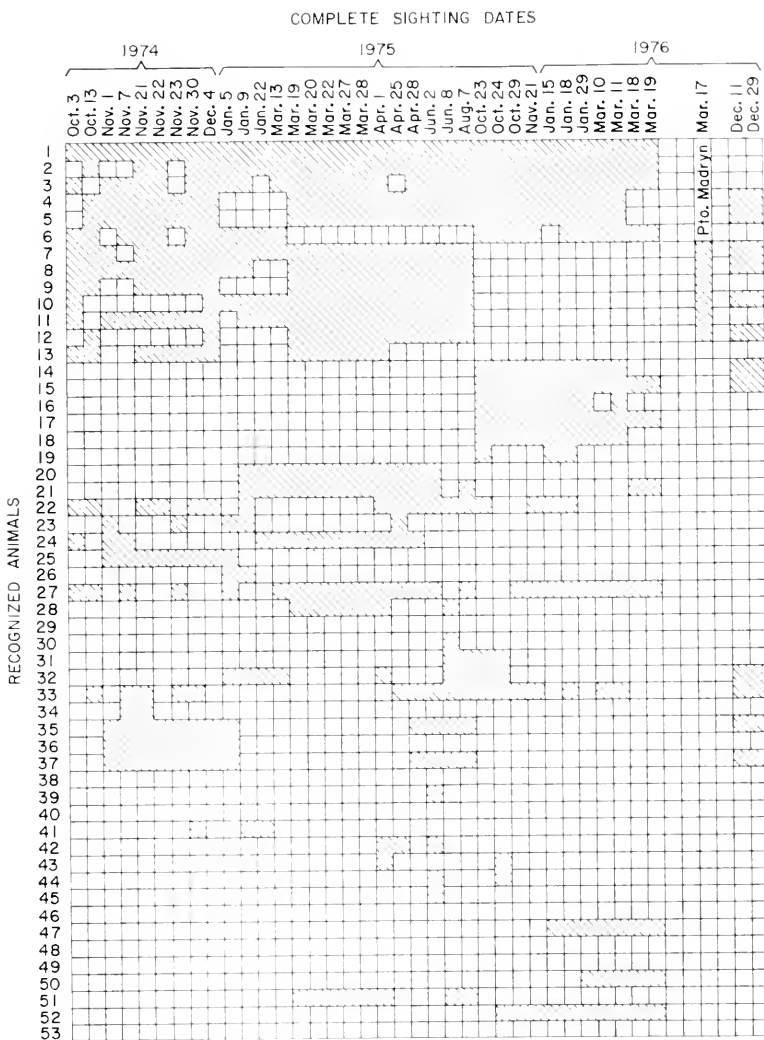 COMPLETE SIGHTING DATES
1974 1975 1976
Oct. 3
Oct. 13
Nov. 1
Nov. 7
Nov. 21
Nov. 22
Nov. 23
Nov. 30
Dec. 4
Jan. 5
Jan. 9
Jan. 22
Mar. 13
Mar. 19
Mar. 20
Mar. 22
Mar. 27
Mar. 28
Apr. 1
Apr. 25
Apr. 28
Jun. 2
Jun. 8
Aug. 7
Oct. 23
Oct. 24
Oct. 29
Nav. 21
Jan. 15
Jan. 18
Jan. 29
Mar. 10
Mar. 11
Mar. 18
Mar. 19
Mar. 17
Dec. 11
Dec. 29
Pto. Madryn
RECOGNIZED ANIMALS
1
2
3
4
5
6
7
8
9
10
11
12
13
14
15
16
17
18
19
20
21
22
23
24
25
26
27
28
29
30
31
32
33
34
35
36
37
38
39
40
41
42
43
44
45
46
47
48
49
50
51
52
53